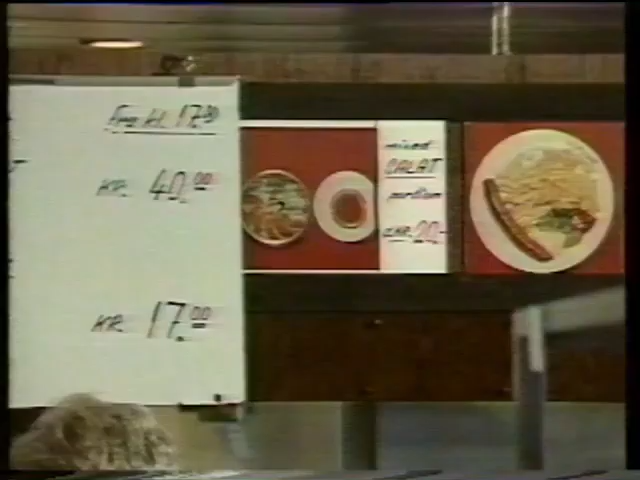 Fra kl. 17.30
KR. 40.00
KR. 17.00
mixed
SALAT
portion
à KR. 20.-